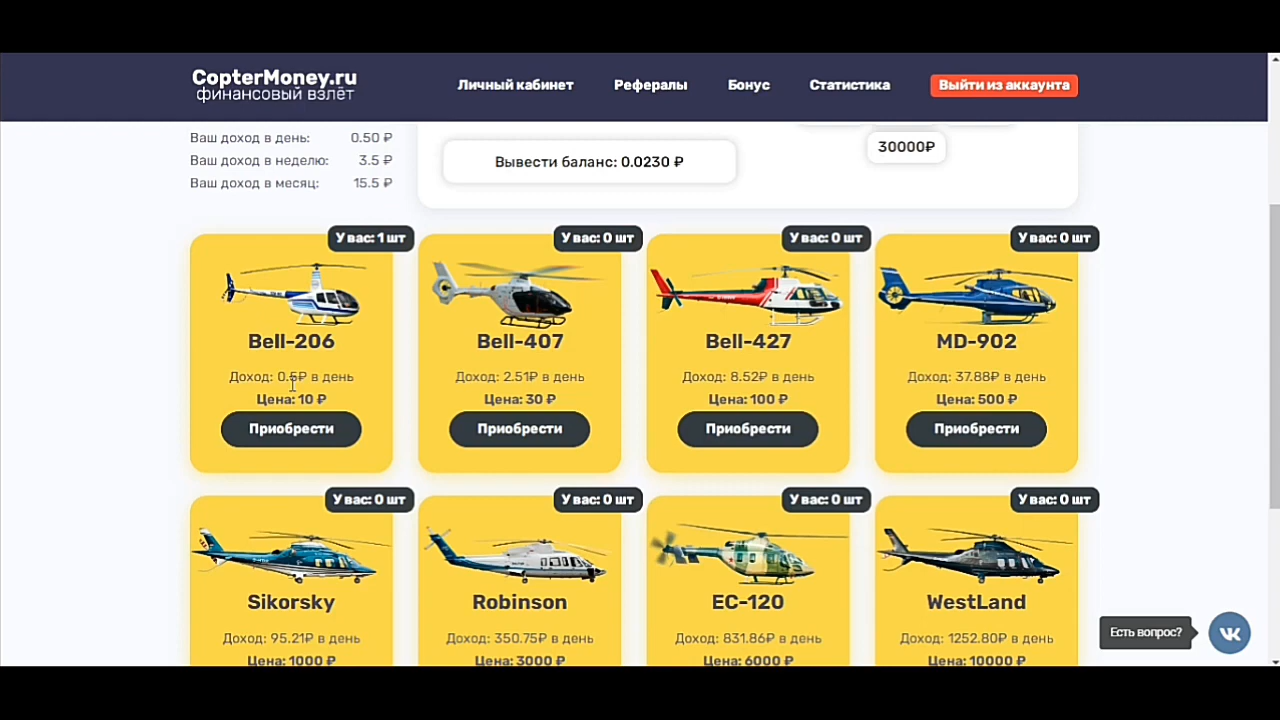 CopterMoney.ru
финансовый взлёт
Личный кабинет
Рефералы
Бонус
Статистика
Выйти из аккаунта
Ваш доход в день: 0.50 ₽
Ваш доход в неделю: 3.5 ₽
Ваш доход в месяц: 15.5 ₽
Вывести баланс: 0.0230 ₽
30000₽
У вас: 1 шт
Bell-206
Доход: 0.5₽ в день
Цена: 10 ₽
Приобрести
У вас: 0 шт
Bell-407
Доход: 2.51₽ в день
Цена: 30 ₽
Приобрести
У вас: 0 шт
Bell-427
Доход: 8.52₽ в день
Цена: 100 ₽
Приобрести
У вас: 0 шт
MD-902
Доход: 37.88₽ в день
Цена: 500 ₽
Приобрести
У вас: 0 шт
Sikorsky
Доход: 95.21₽ в день
Цена: 1000 ₽
У вас: 0 шт
Robinson
Доход: 350.75₽ в день
Цена: 3000 ₽
У вас: 0 шт
EC-120
Доход: 831.86₽ в день
Цена: 6000 ₽
У вас: 0 шт
WestLand
Доход: 1252.80₽ в день
Цена: 10000 ₽
Есть вопрос?